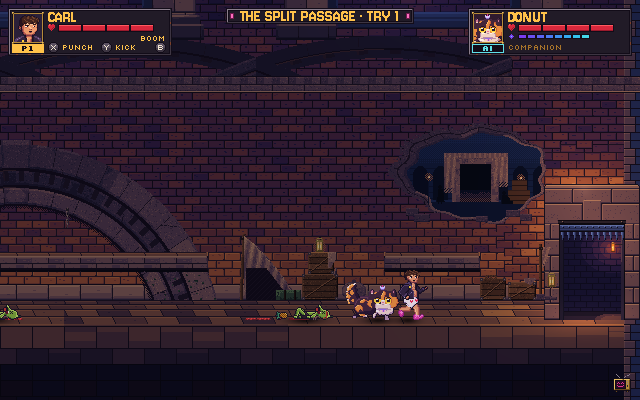 CARL
BOOM
P1
X PUNCH Y KICK B
THE SPLIT PASSAGE · TRY 1
DONUT
AI
COMPANION